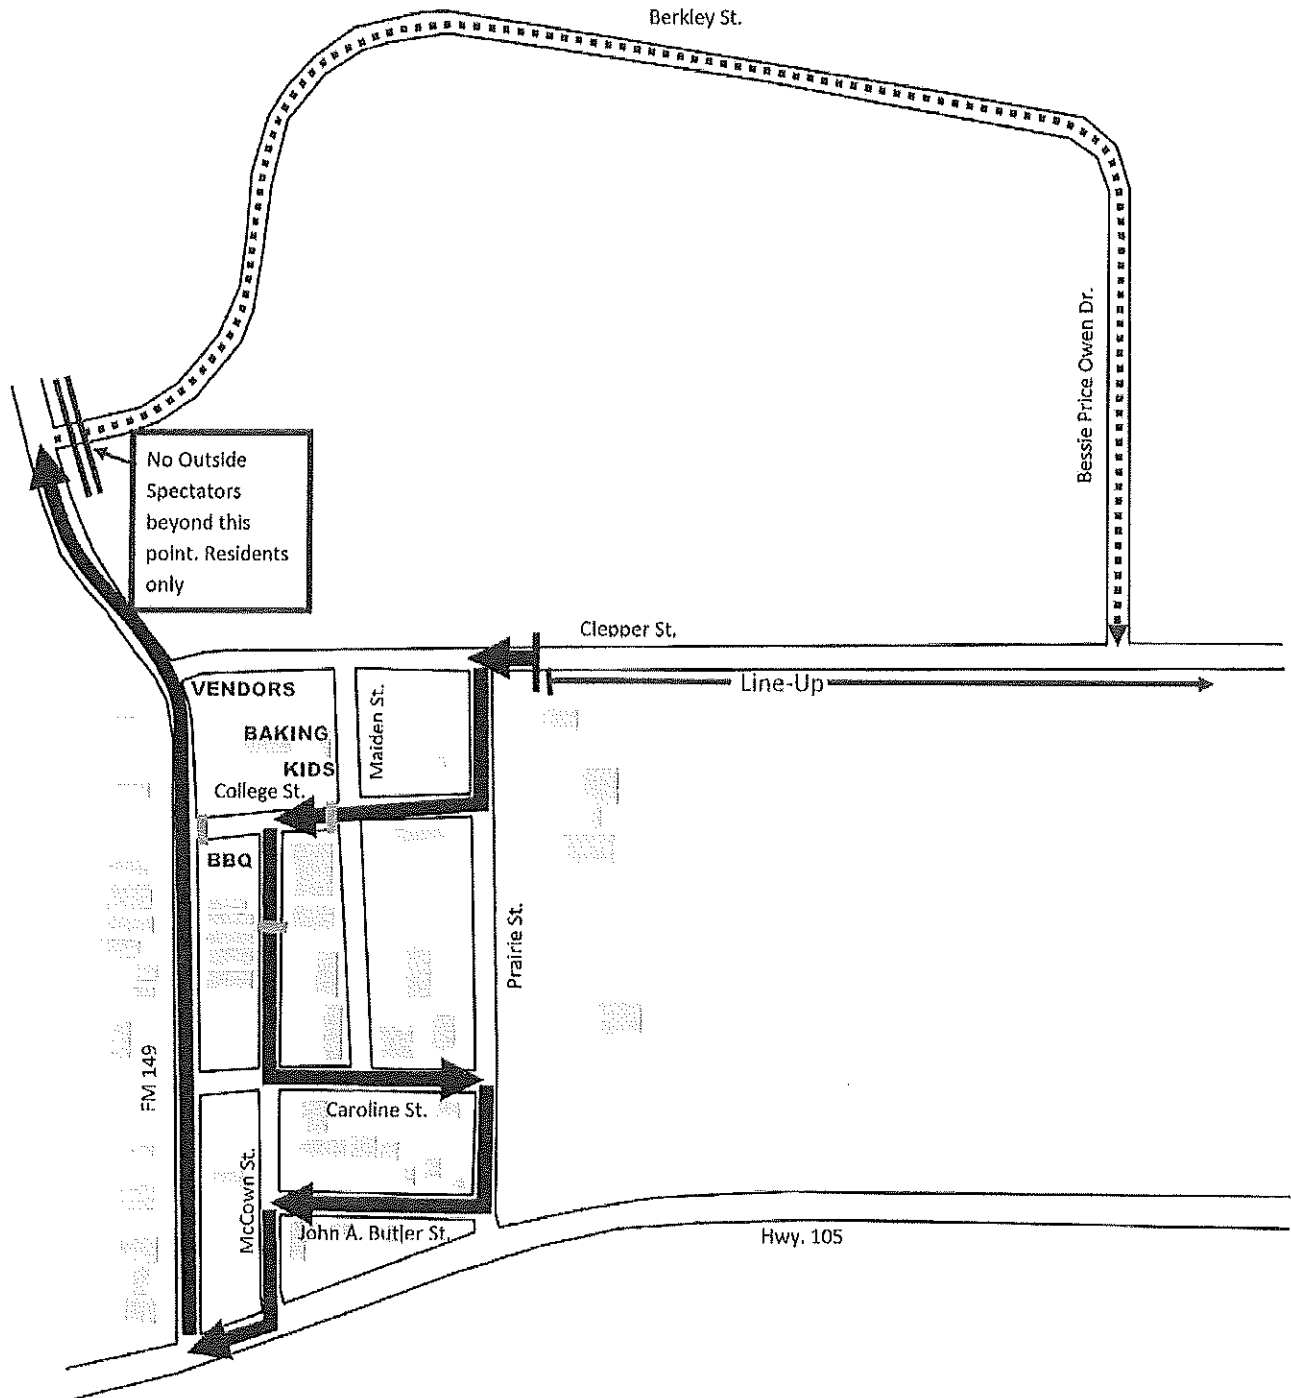 Berkley St.
Bessie Price Owen Dr.
No Outside
Spectators
beyond this
point. Residents
only
Clepper St.
Line-Up
VENDORS
BAKING
KIDS
Maiden St.
College St.
BBQ
Prairie St.
FM 149
Caroline St.
McCown St.
John A. Butler St.
Hwy. 105